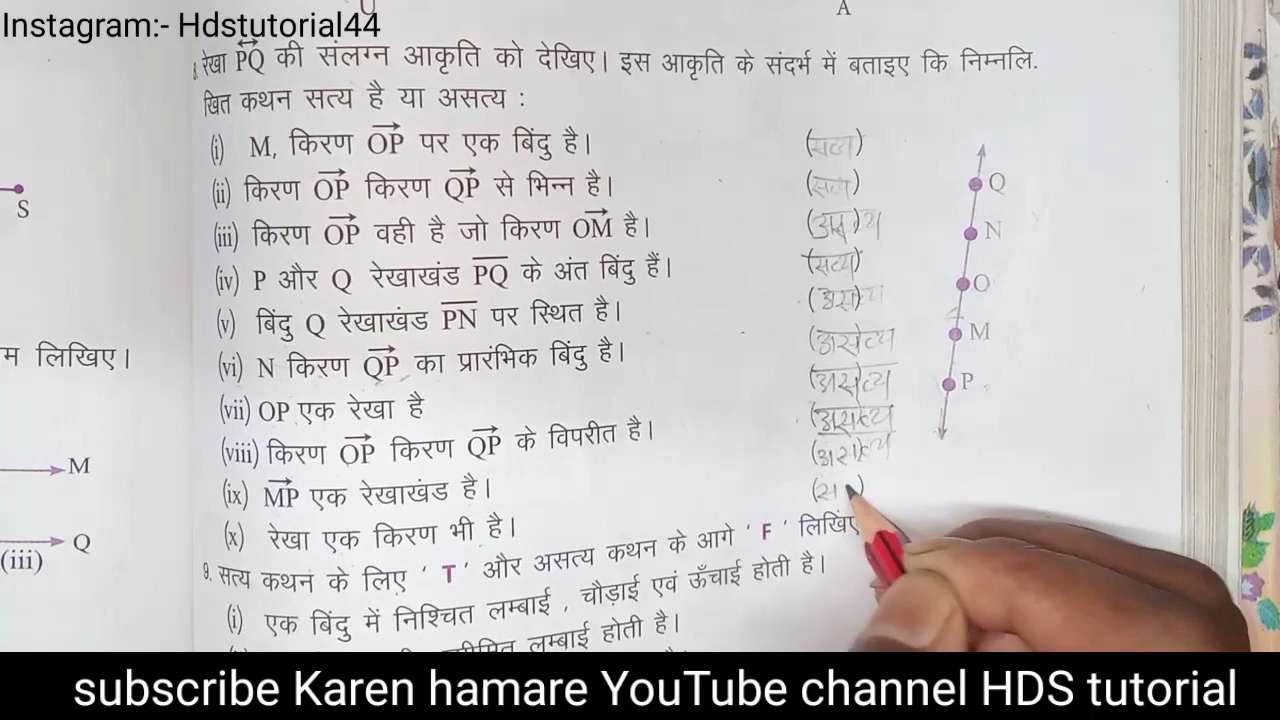 Instagram:- Hdstutorial44
A
8. रेखा PQ की संलग्न आकृति को देखिए। इस आकृति के संदर्भ में बताइए कि निम्नलि.
खित कथन सत्य है या असत्य :
(i) M, किरण OP पर एक बिंदु है। (सत्य)
(ii) किरण OP किरण QP से भिन्न है। (सत्य)
(iii) किरण OP वही है जो किरण OM है।
(iv) P और Q रेखाखंड PQ के अंत बिंदु हैं। (सत्य)
(v) बिंदु Q रेखाखंड PN पर स्थित है। (असत्य
(vi) N किरण QP का प्रारंभिक बिंदु है। (असत्य
(vii) OP एक रेखा है (असत्य
(viii) किरण OP किरण QP के विपरीत है। (असत्य
(ix) MP एक रेखाखंड है। (असत्य
(x) रेखा एक किरण भी है। (स )
Q
N
O
M
P
9. सत्य कथन के लिए ' T ' और असत्य कथन के आगे ' F ' लिखिए
(i) एक बिंदु में निश्चित लम्बाई , चौड़ाई एवं ऊँचाई होती है।
लम्बाई होती है।
S
म लिखिए।
M
Q
(iii)
subscribe Karen hamare YouTube channel HDS tutorial